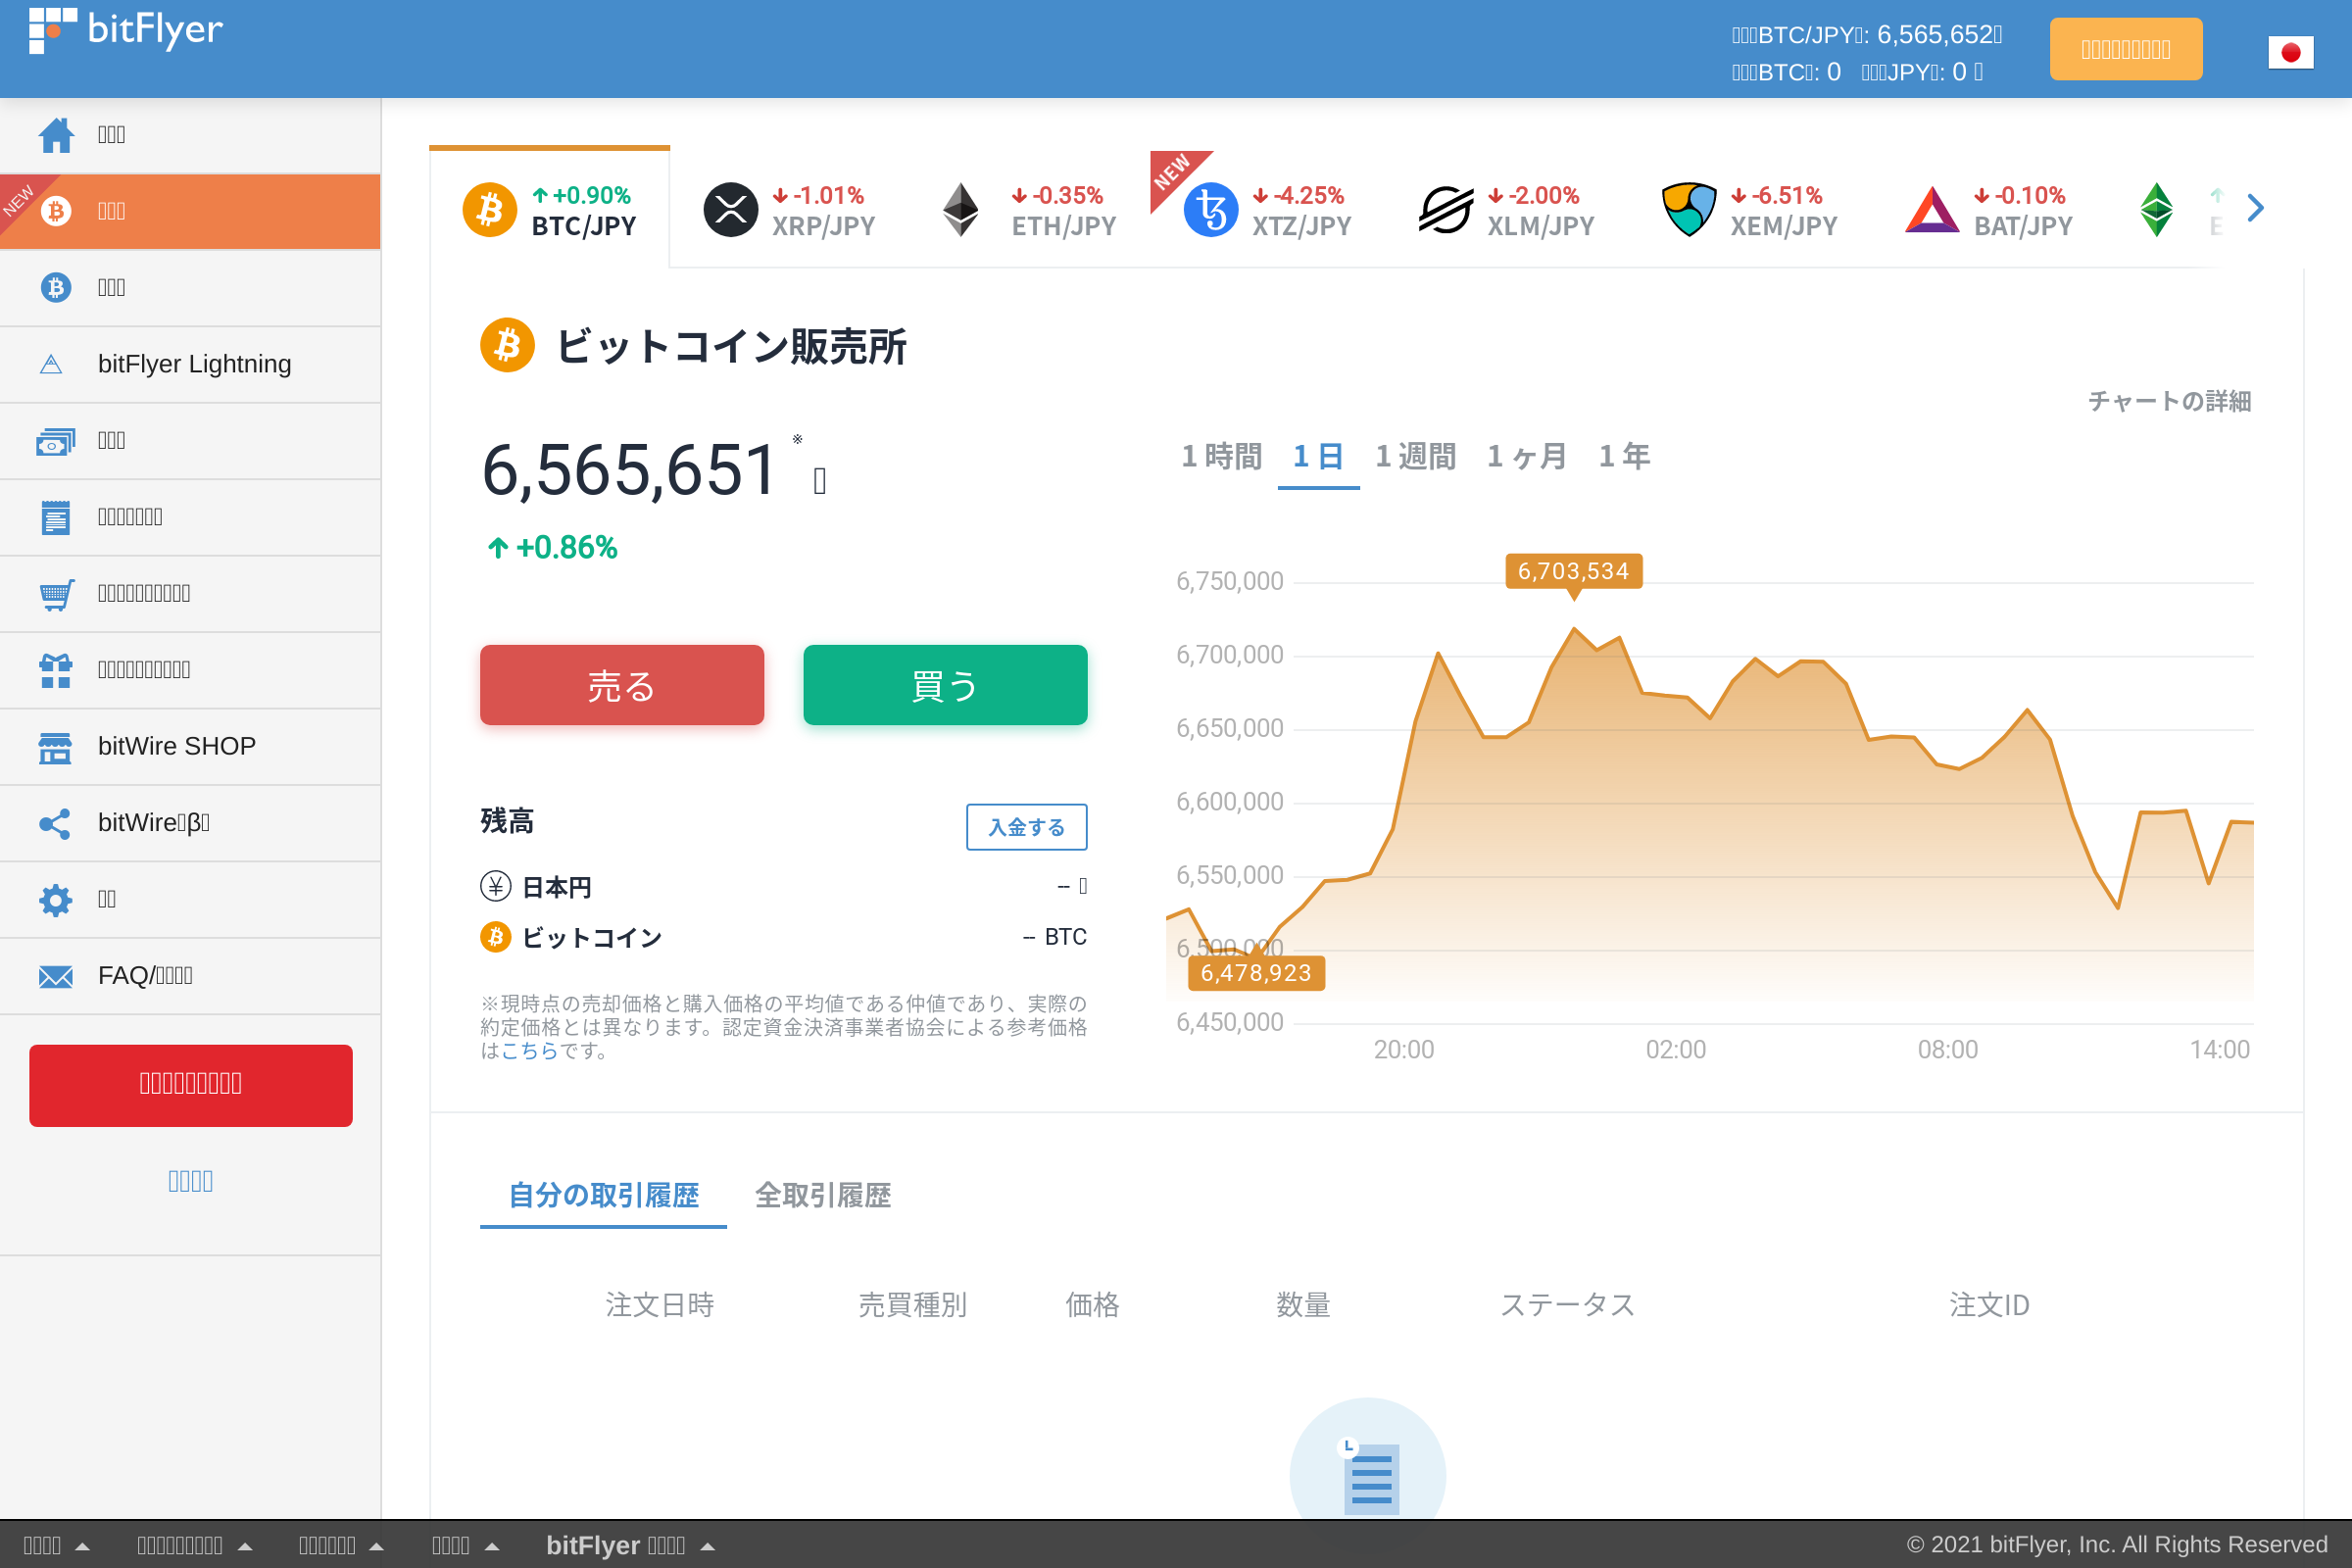 bitFlyer
BTC/JPY: 6,565,652
BTC: 0 JPY: 0
NEW
bitFlyer Lightning
bitWire SHOP
bitWire β
FAQ/
+0.90%
BTC/JPY
-1.01%
XRP/JPY
-0.35%
ETH/JPY
NEW
-4.25%
XTZ/JPY
-2.00%
XLM/JPY
-6.51%
XEM/JPY
-0.10%
BAT/JPY
ビットコイン販売所
チャートの詳細
6,565,651 ※
+0.86%
1 時間 1 日 1 週間 1 ヶ月 1 年
売る 買う
残高 入金する
日本円 --
ビットコイン -- BTC
※現時点の売却価格と購入価格の平均値である仲値であり、実際の
約定価格とは異なります。認定資金決済事業者協会による参考価格
はこちらです。
6,703,534
6,750,000
6,700,000
6,650,000
6,600,000
6,550,000
6,500,000
6,478,923
6,450,000
20:00 02:00 08:00 14:00
自分の取引履歴 全取引履歴
注文日時 売買種別 価格 数量 ステータス 注文ID
bitFlyer
© 2021 bitFlyer, Inc. All Rights Reserved